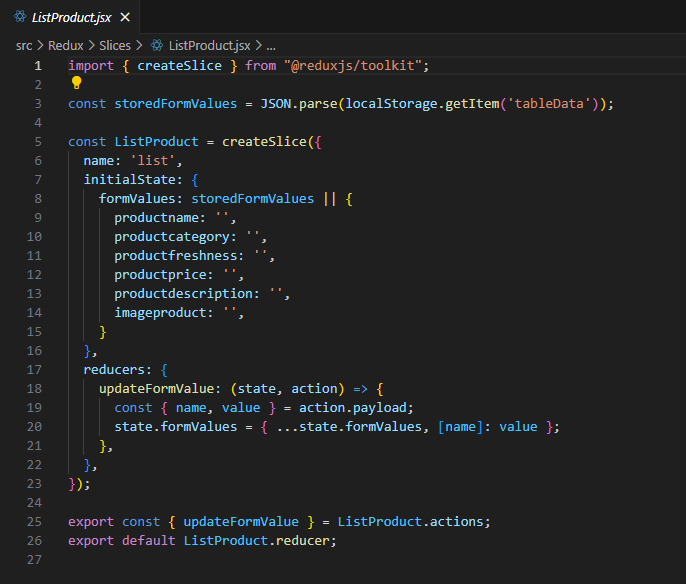 ListProduct.jsx
src > Redux > Slices > ListProduct.jsx > ...
1 import { createSlice } from "@reduxjs/toolkit";
2
3 const storedFormValues = JSON.parse(localStorage.getItem('tableData'));
4
5 const ListProduct = createSlice({
6   name: 'list',
7   initialState: {
8     formValues: storedFormValues || {
9       productname: '',
10       productcategory: '',
11       productfreshness: '',
12       productprice: '',
13       productdescription: '',
14       imageproduct: '',
15     }
16   },
17   reducers: {
18     updateFormValue: (state, action) => {
19       const { name, value } = action.payload;
20       state.formValues = { ...state.formValues, [name]: value };
21     },
22   },
23 });
24
25 export const { updateFormValue } = ListProduct.actions;
26 export default ListProduct.reducer;
27